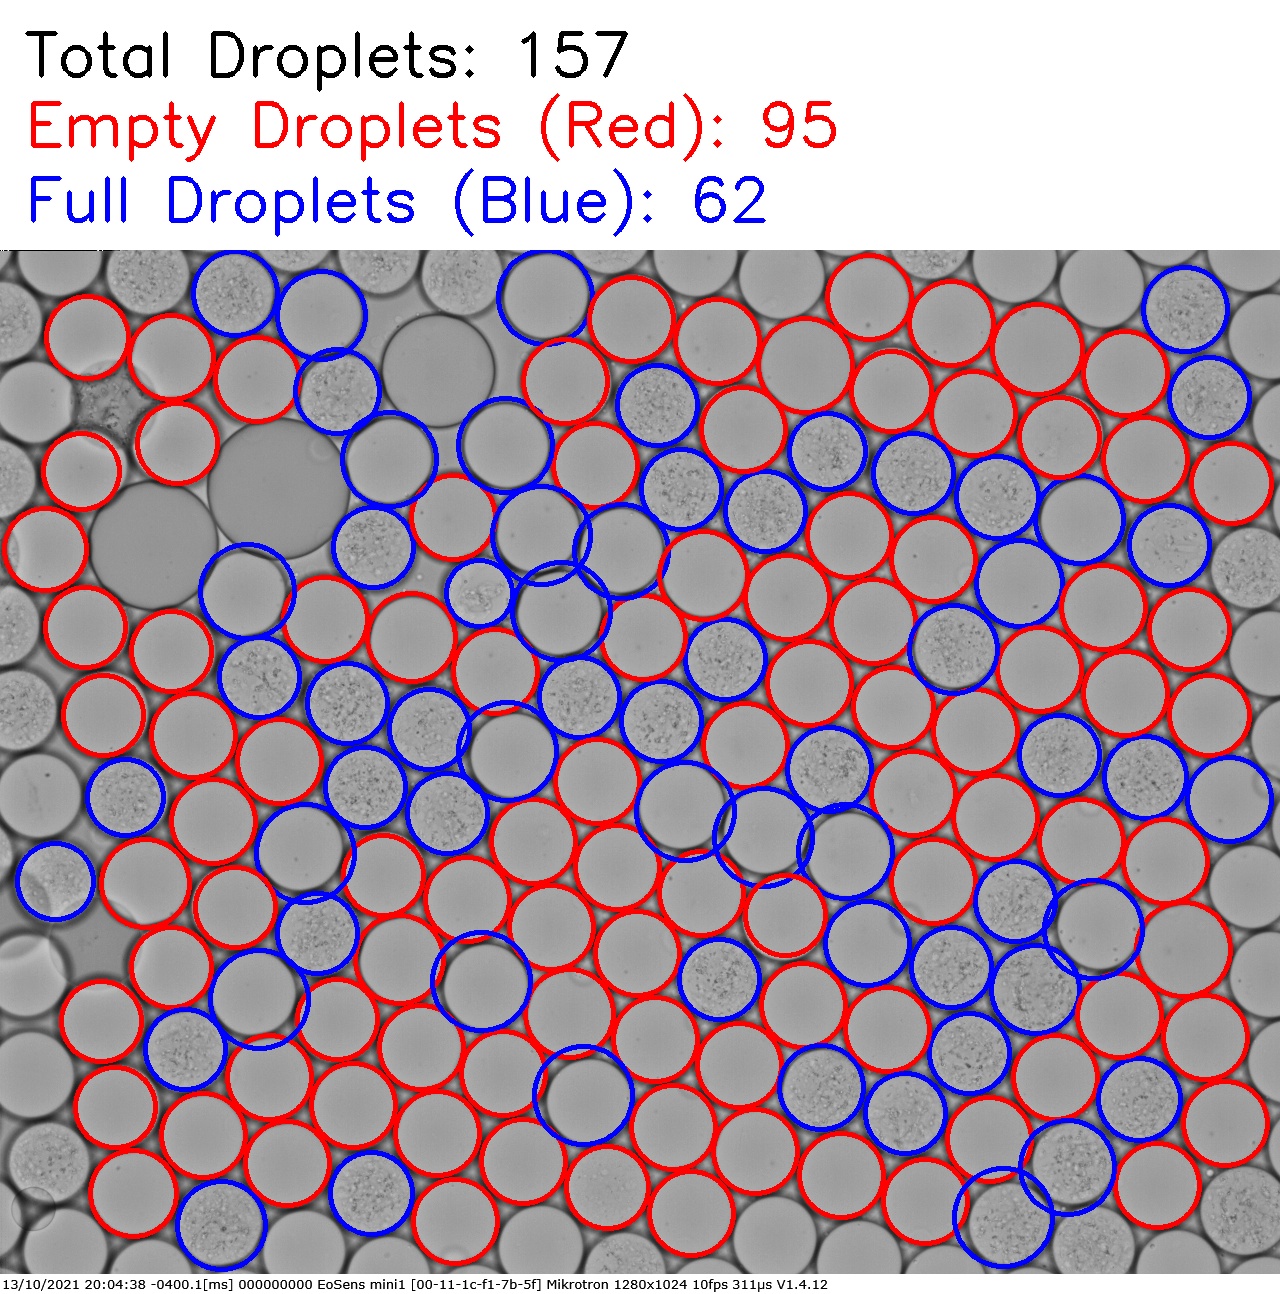 Total Droplets: 157
Empty Droplets (Red): 95
Full Droplets (Blue): 62
13/10/2021 20:04:38 -0400.1[ms] 000000000 EoSens mini1 [00-11-1c-f1-7b-5f] Mikrotron 1280x1024 10fps 311µs V1.4.12